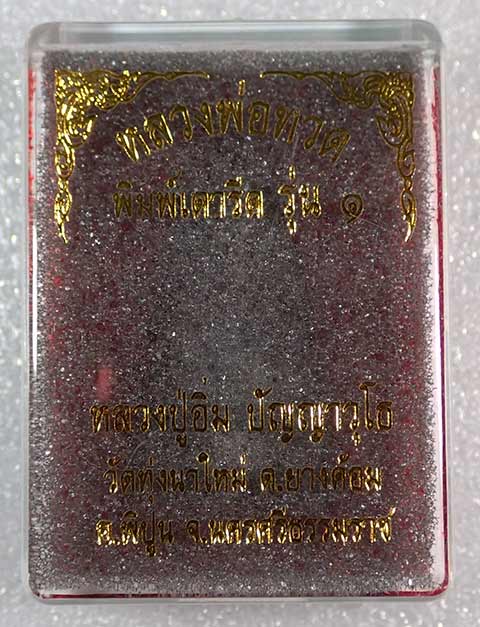 หลวงพ่อทวด
พิมพ์เตารีด รุ่น ๑
หลวงปู่อิ่ม ปัญญาวุโธ
วัดทุ่งนาใหม่ ต.ยางค้อม
อ.พิปูน จ.นครศรีธรรมราช